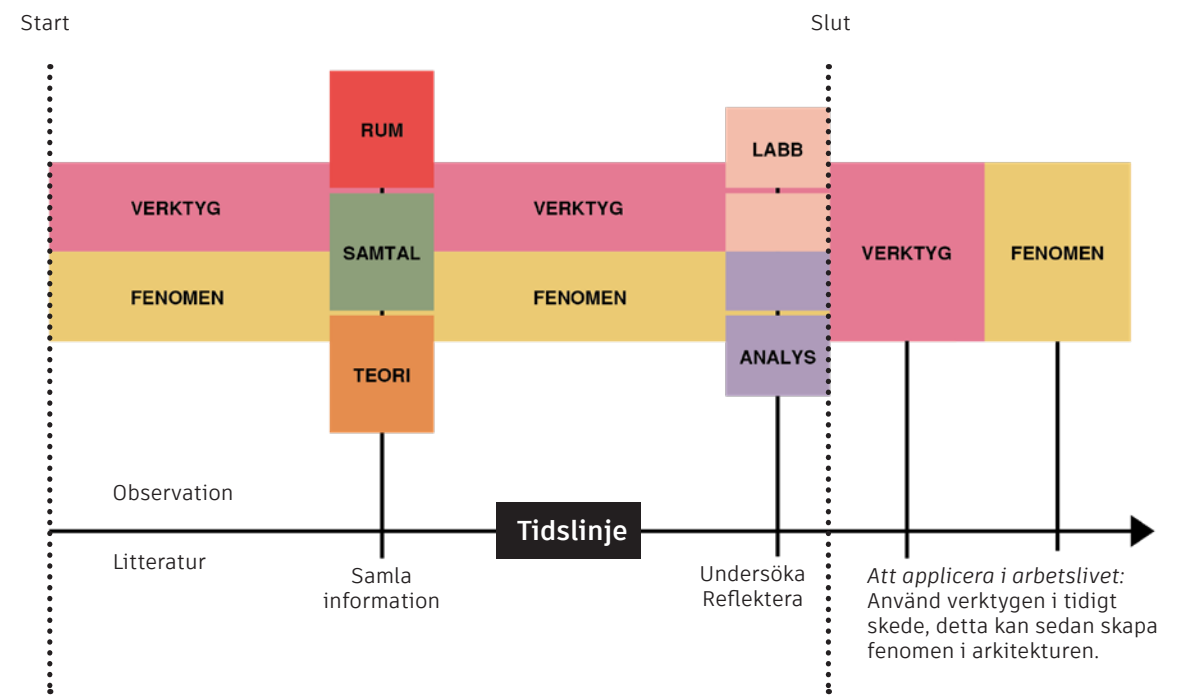 Start
Slut
RUM
LABB
VERKTYG
VERKTYG
SAMTAL
VERKTYG
FENOMEN
FENOMEN
FENOMEN
ANALYS
TEORI
Observation
Tidslinje
Litteratur
Samla
information
Undersöka
Reflektera
Att applicera i arbetslivet:
Använd verktygen i tidigt
skede, detta kan sedan skapa
fenomen i arkitekturen.